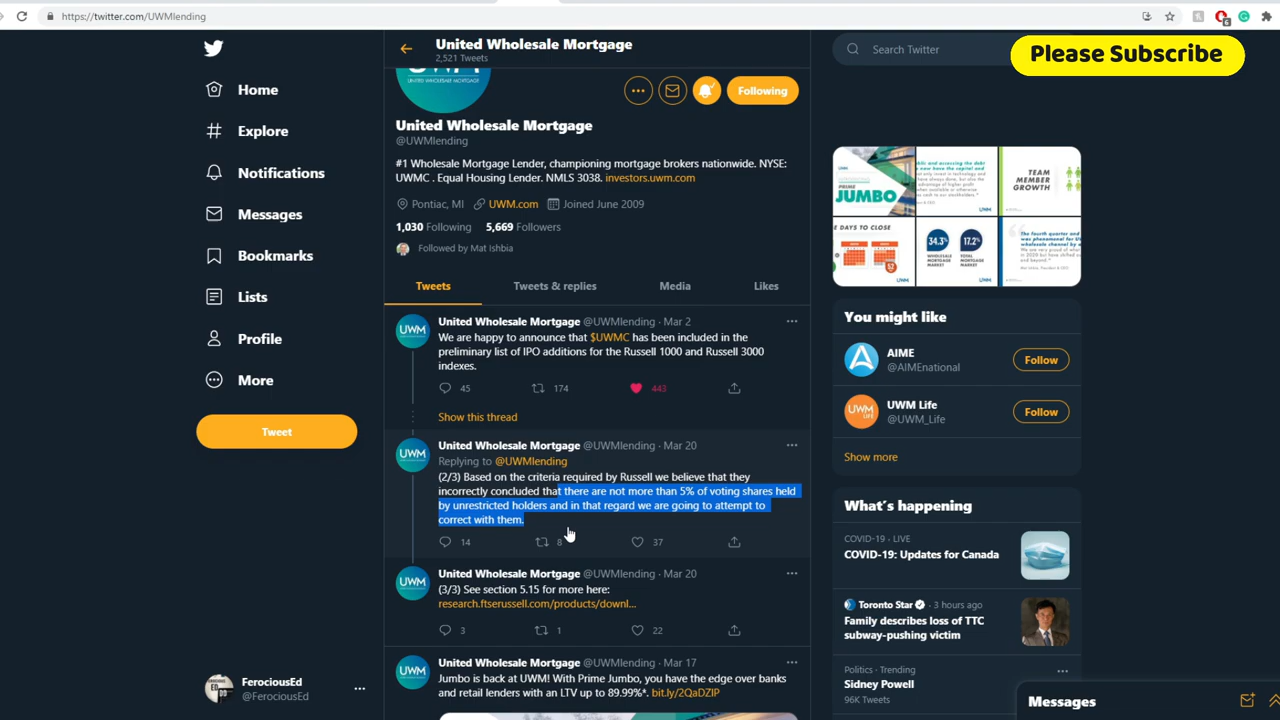 https://twitter.com/UWMlending
Please Subscribe
Home
Explore
Notifications
Messages
Bookmarks
Lists
Profile
More
Tweet
FerociousEd
@FerociousEd
United Wholesale Mortgage
2,521 Tweets
UNITED WHOLESALE MORTGAGE
Following
United Wholesale Mortgage
@UWMlending
#1 Wholesale Mortgage Lender, championing mortgage brokers nationwide. NYSE:
UWMC . Equal Housing Lender. NMLS 3038. investors.uwm.com
Pontiac, MI UWM.com Joined June 2009
1,030 Following 5,669 Followers
Followed by Mat Ishbia
Tweets Tweets & replies Media Likes
UWM
United Wholesale Mortgage @UWMlending · Mar 2
We are happy to announce that $UWMC has been included in the
preliminary list of IPO additions for the Russell 1000 and Russell 3000
indexes.
45 174 443
Show this thread
UWM
United Wholesale Mortgage @UWMlending · Mar 20
Replying to @UWMlending
(2/3) Based on the criteria required by Russell we believe that they
incorrectly concluded that there are not more than 5% of voting shares held
by unrestricted holders and in that regard we are going to attempt to
correct with them.
14 8 37
UWM
United Wholesale Mortgage @UWMlending · Mar 20
(3/3) See section 5.15 for more here:
research.ftserussell.com/products/downl...
3 1 22
UWM
United Wholesale Mortgage @UWMlending · Mar 17
Jumbo is back at UWM! With Prime Jumbo, you have the edge over banks
and retail lenders with an LTV up to 89.99%*. bit.ly/2QaDZIP
Search Twitter
PRIME
JUMBO
TEAM
MEMBER
GROWTH
DAYS TO CLOSE
34.3%
17.2%
You might like
AIME
@AIMEnational
Follow
UWM Life
@UWM_Life
Follow
Show more
What's happening
COVID-19 · LIVE
COVID-19: Updates for Canada
Toronto Star · 3 hours ago
Family describes loss of TTC
subway-pushing victim
Politics · Trending
Sidney Powell
96K Tweets
Messages